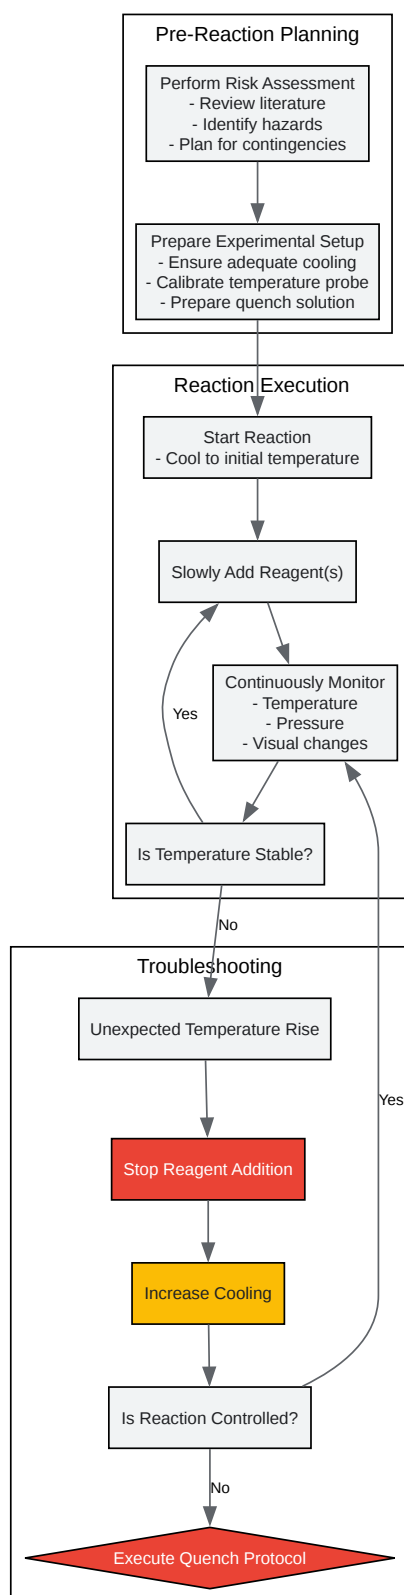 Pre-Reaction Planning
Perform Risk Assessment
- Review literature
- Identify hazards
- Plan for contingencies
Prepare Experimental Setup
- Ensure adequate cooling
- Calibrate temperature probe
- Prepare quench solution
Reaction Execution
Start Reaction
- Cool to initial temperature
Slowly Add Reagent(s)
Continuously Monitor
- Temperature
- Pressure
- Visual changes
Yes
Is Temperature Stable?
No
Troubleshooting
Unexpected Temperature Rise
Yes
Stop Reagent Addition
Increase Cooling
Is Reaction Controlled?
No
Execute Quench Protocol